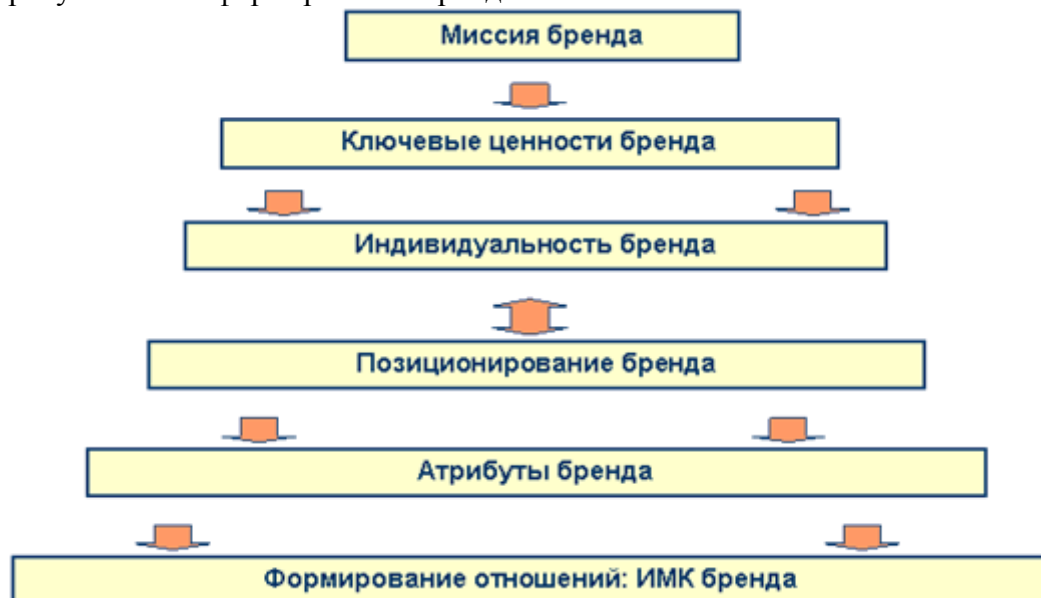 Миссия бренда
Ключевые ценности бренда
Индивидуальность бренда
Позиционирование бренда
Атрибуты бренда
Формирование отношений: ИМК бренда